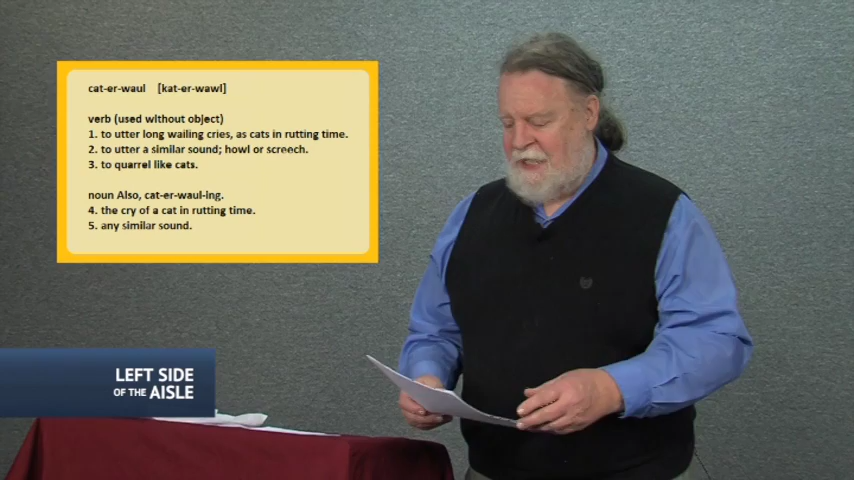 cat-er-waul [kat-er-wawl]
verb (used without object)
1. to utter long wailing cries, as cats in rutting time.
2. to utter a similar sound; howl or screech.
3. to quarrel like cats.
noun Also, cat-er-waul-ing.
4. the cry of a cat in rutting time.
5. any similar sound.
LEFT SIDE
OF THE AISLE